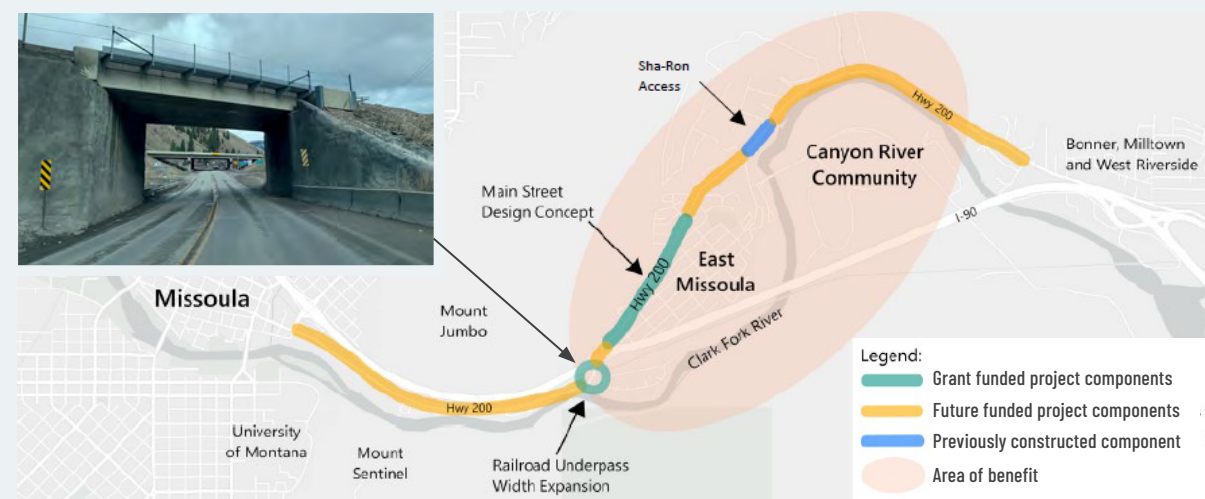 Sha-Ron
Access
Hwy 200
Bonner, Milltown
and West Riverside
Canyon River
Community
Main Street
Design Concept
I-90
East
Missoula
Hwy 200
Missoula
Mount
Jumbo
Clark Fork River
Hwy 200
University
of Montana
Mount
Sentinel
Railroad Underpass
Width Expansion
Legend:
Grant funded project components
Future funded project components
Previously constructed component
Area of benefit